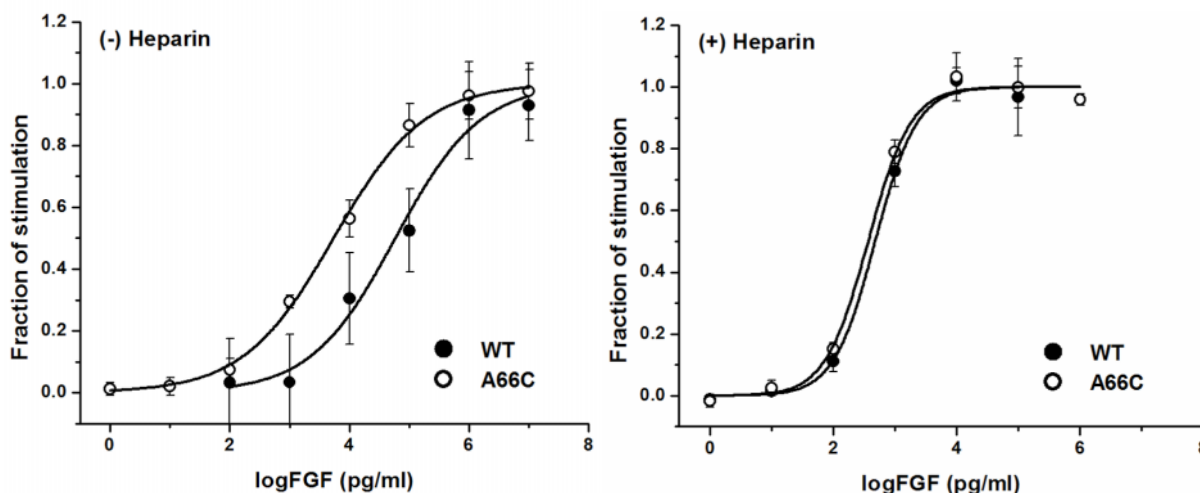 (-) Heparin
Fraction of stimulation
1.2
1.0
0.8
0.6
0.4
0.2
0.0
WT
A66C
0 2 4 6 8
logFGF (pg/ml)
(+) Heparin
Fraction of stimulation
1.2
1.0
0.8
0.6
0.4
0.2
0.0
WT
A66C
0 2 4 6 8
logFGF (pg/ml)